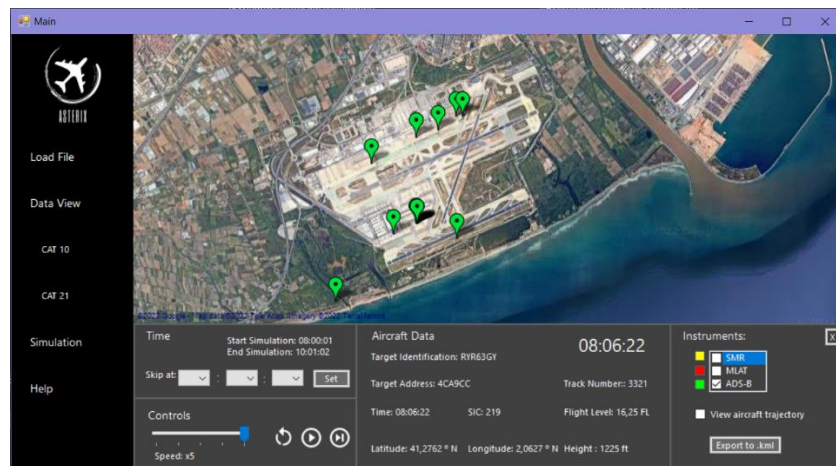 Main
ASTERIX
Load File
Data View
CAT 10
CAT 21
Simulation
Help
Time
Start Simulation: 08:00:01
End Simulation: 10:01:02
Skip at:
:
:
Set
Controls
Speed: x5
Aircraft Data
08:06:22
Target Identification: RYR63GY
Target Address: 4CA9CC
Track Number:: 3321
Time: 08:06:22
SIC: 219
Flight Level: 16,25 FL
Latitude: 41,2762 º N
Longitude: 2,0627 º N
Height : 1225 ft
Instruments:
X
SMR
MLAT
ADS-B
View aircraft trajectory
Export to .kml